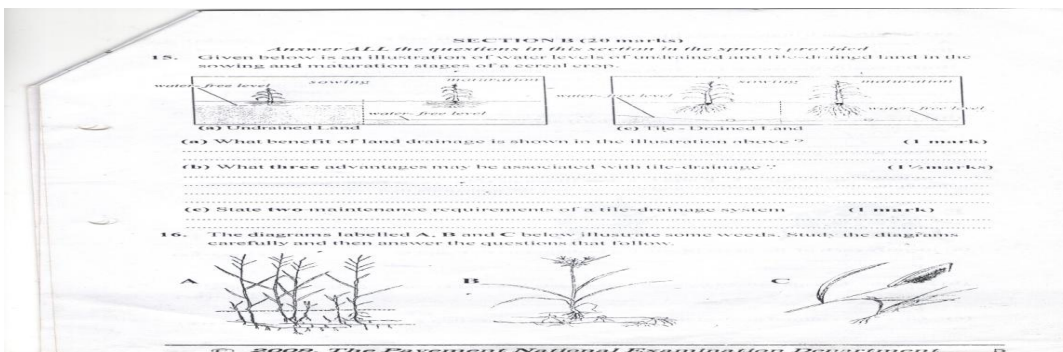 SECTION B (20 marks)
Answer ALL the questions in this section in the spaces provided
15. Given below is an illustration of water levels of undrained and tile-drained land in the sowing and maturation stages of a cereal crop.
sowing maturation sowing maturation
water-free level water-free level
water-free level water-free level
(a) Undrained Land (c) Tile - Drained Land
(a) What benefit of land drainage is shown in the illustration above ? (1 mark)
(b) What three advantages may be associated with tile-drainage ? (1½marks)
(c) State two maintenance requirements of a tile-drainage system (1 mark)
16. The diagrams labelled A, B and C below illustrate some weeds. Study the diagrams carefully and then answer the questions that follow.
A B C
© 2009, The Pavement National Examination Department